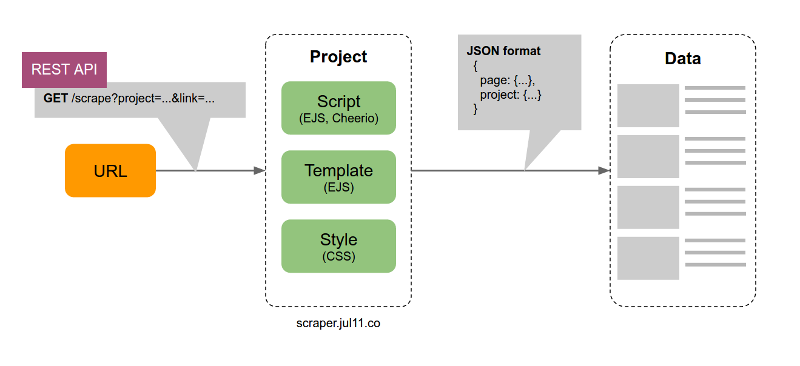 REST API
GET /scrape?project=...&link=...
URL
Project
Script
(EJS, Cheerio)
Template
(EJS)
Style
(CSS)
scraper.jul11.co
JSON format
{
page: {...},
project: {...}
}
Data